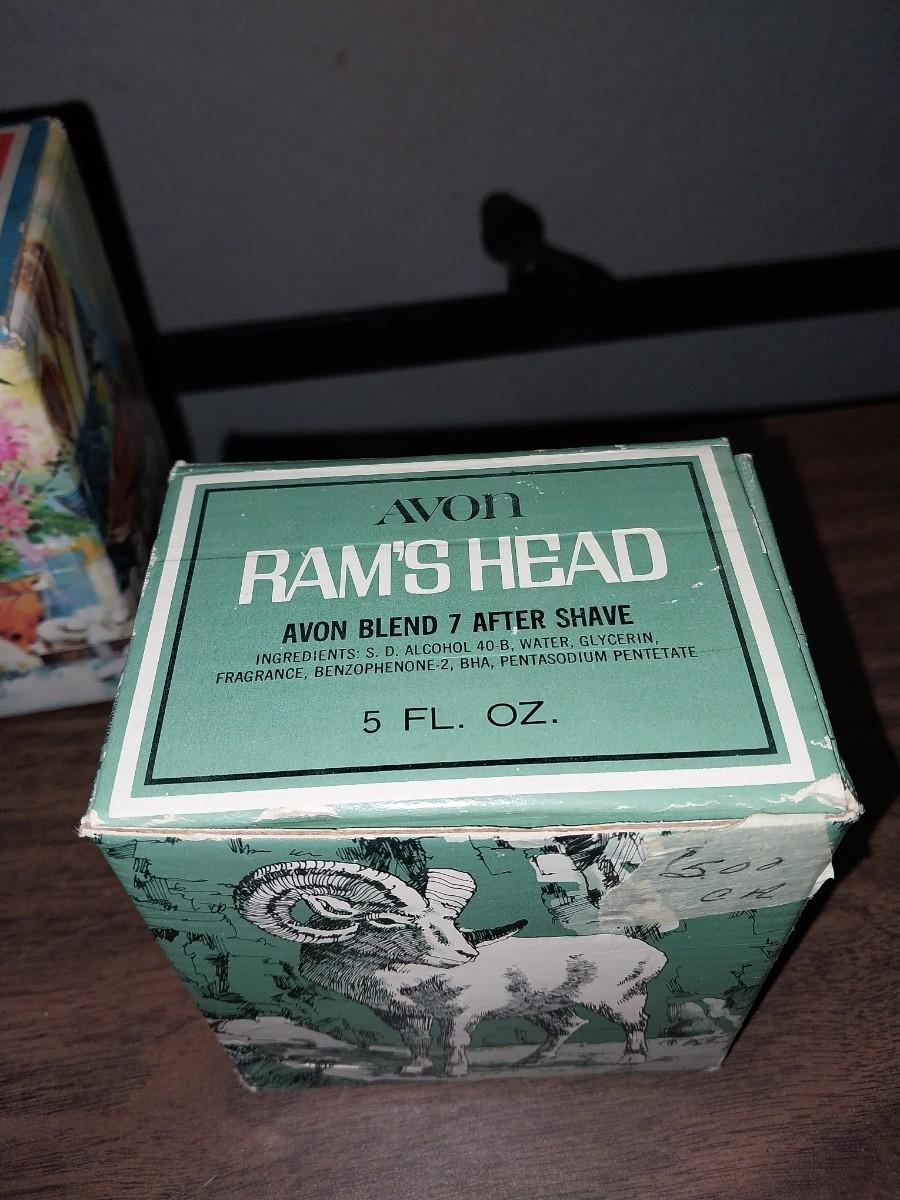 AVON
RAM'S HEAD
AVON BLEND 7 AFTER SHAVE
INGREDIENTS: S. D. ALCOHOL 40-B, WATER, GLYCERIN,
FRAGRANCE, BENZOPHENONE-2, BHA, PENTASODIUM PENTETATE
5 FL. OZ.